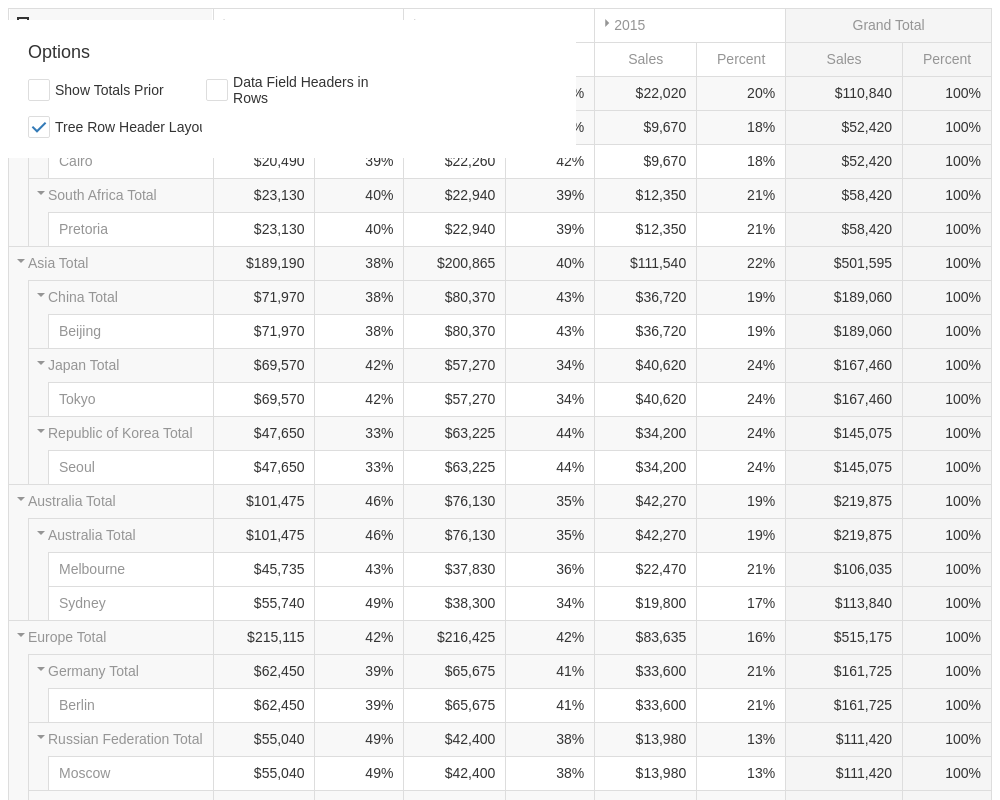 2015 Grand Total
Options
Sales Percent Sales Percent
Show Totals Prior
Data Field Headers in
Rows
% $22,020 20% $110,840 100%
Tree Row Header Layou
% $9,670 18% $52,420 100%
Cairo $20,490 39% $22,260 42% $9,670 18% $52,420 100%
South Africa Total $23,130 40% $22,940 39% $12,350 21% $58,420 100%
Pretoria $23,130 40% $22,940 39% $12,350 21% $58,420 100%
Asia Total $189,190 38% $200,865 40% $111,540 22% $501,595 100%
China Total $71,970 38% $80,370 43% $36,720 19% $189,060 100%
Beijing $71,970 38% $80,370 43% $36,720 19% $189,060 100%
Japan Total $69,570 42% $57,270 34% $40,620 24% $167,460 100%
Tokyo $69,570 42% $57,270 34% $40,620 24% $167,460 100%
Republic of Korea Total $47,650 33% $63,225 44% $34,200 24% $145,075 100%
Seoul $47,650 33% $63,225 44% $34,200 24% $145,075 100%
Australia Total $101,475 46% $76,130 35% $42,270 19% $219,875 100%
Australia Total $101,475 46% $76,130 35% $42,270 19% $219,875 100%
Melbourne $45,735 43% $37,830 36% $22,470 21% $106,035 100%
Sydney $55,740 49% $38,300 34% $19,800 17% $113,840 100%
Europe Total $215,115 42% $216,425 42% $83,635 16% $515,175 100%
Germany Total $62,450 39% $65,675 41% $33,600 21% $161,725 100%
Berlin $62,450 39% $65,675 41% $33,600 21% $161,725 100%
Russian Federation Total $55,040 49% $42,400 38% $13,980 13% $111,420 100%
Moscow $55,040 49% $42,400 38% $13,980 13% $111,420 100%